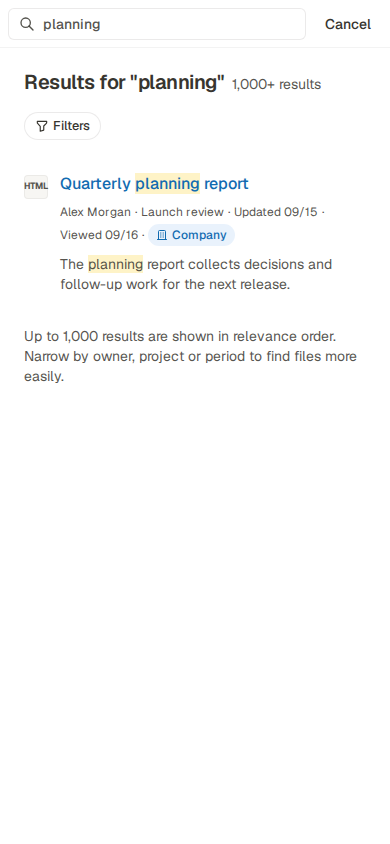 planning
Cancel
Results for "planning" 1,000+ results
Filters
HTML
Quarterly planning report
Alex Morgan · Launch review · Updated 09/15 ·
Viewed 09/16 · Company
The planning report collects decisions and
follow-up work for the next release.
Up to 1,000 results are shown in relevance order.
Narrow by owner, project or period to find files more
easily.